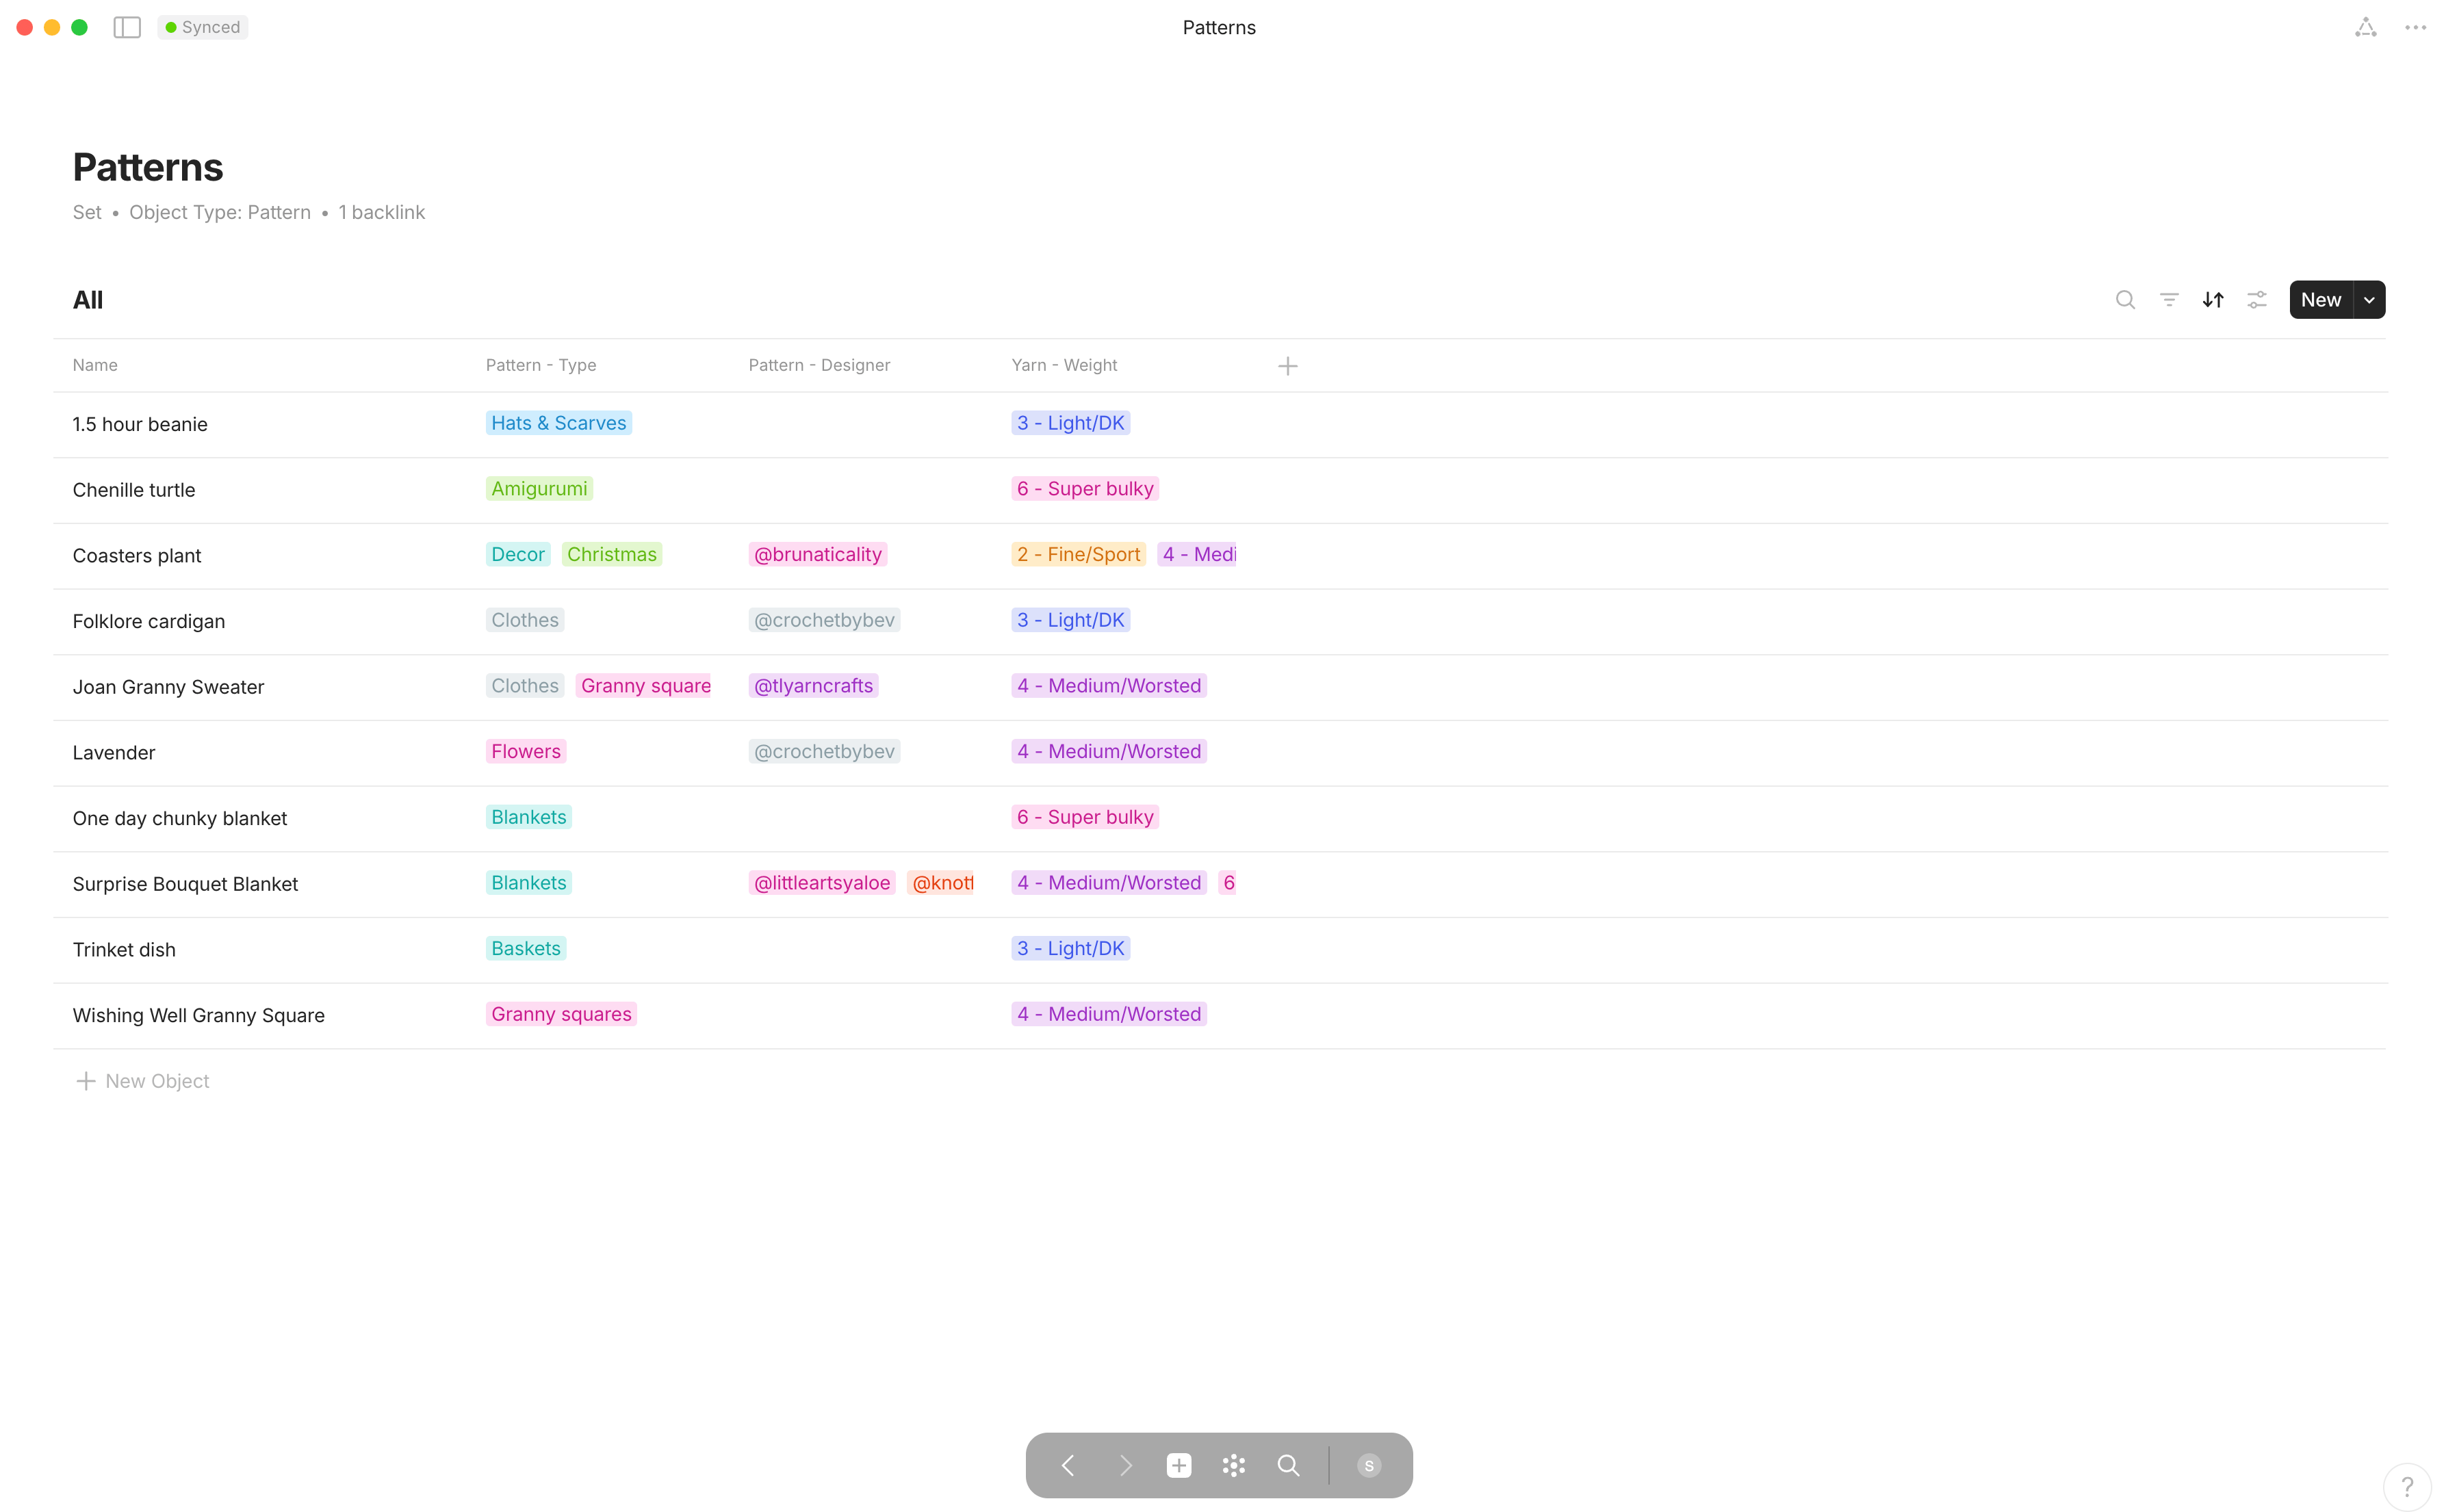 Synced Patterns
Patterns
Set • Object Type: Pattern • 1 backlink
All New
Name Pattern - Type Pattern - Designer Yarn - Weight
1.5 hour beanie Hats & Scarves 3 - Light/DK
Chenille turtle Amigurumi 6 - Super bulky
Coasters plant Decor Christmas @brunaticality 2 - Fine/Sport 4 - Medi
Folklore cardigan Clothes @crochetbybev 3 - Light/DK
Joan Granny Sweater Clothes Granny square @tlyarncrafts 4 - Medium/Worsted
Lavender Flowers @crochetbybev 4 - Medium/Worsted
One day chunky blanket Blankets 6 - Super bulky
Surprise Bouquet Blanket Blankets @littleartsyaloe 4 - Medium/Worsted 6
Trinket dish Baskets 3 - Light/DK
Wishing Well Granny Square Granny squares 4 - Medium/Worsted
New Object
S
?